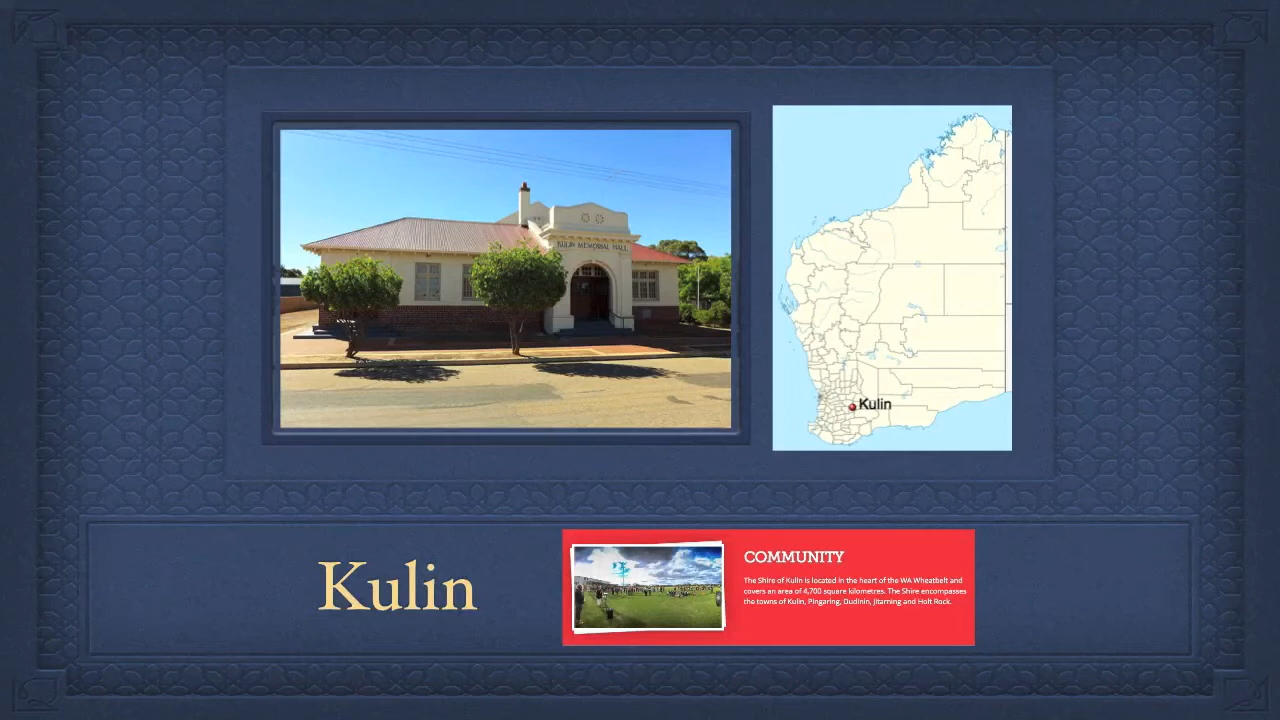 KULIN MEMORIAL HALL
Kulin
Kulin
COMMUNITY
The Shire of Kulin is located in the heart of the WA Wheatbelt and
covers an area of 4,700 square kilometres. The Shire encompasses
the towns of Kulin, Pingaring, Dudinin, Jitarning and Holt Rock.